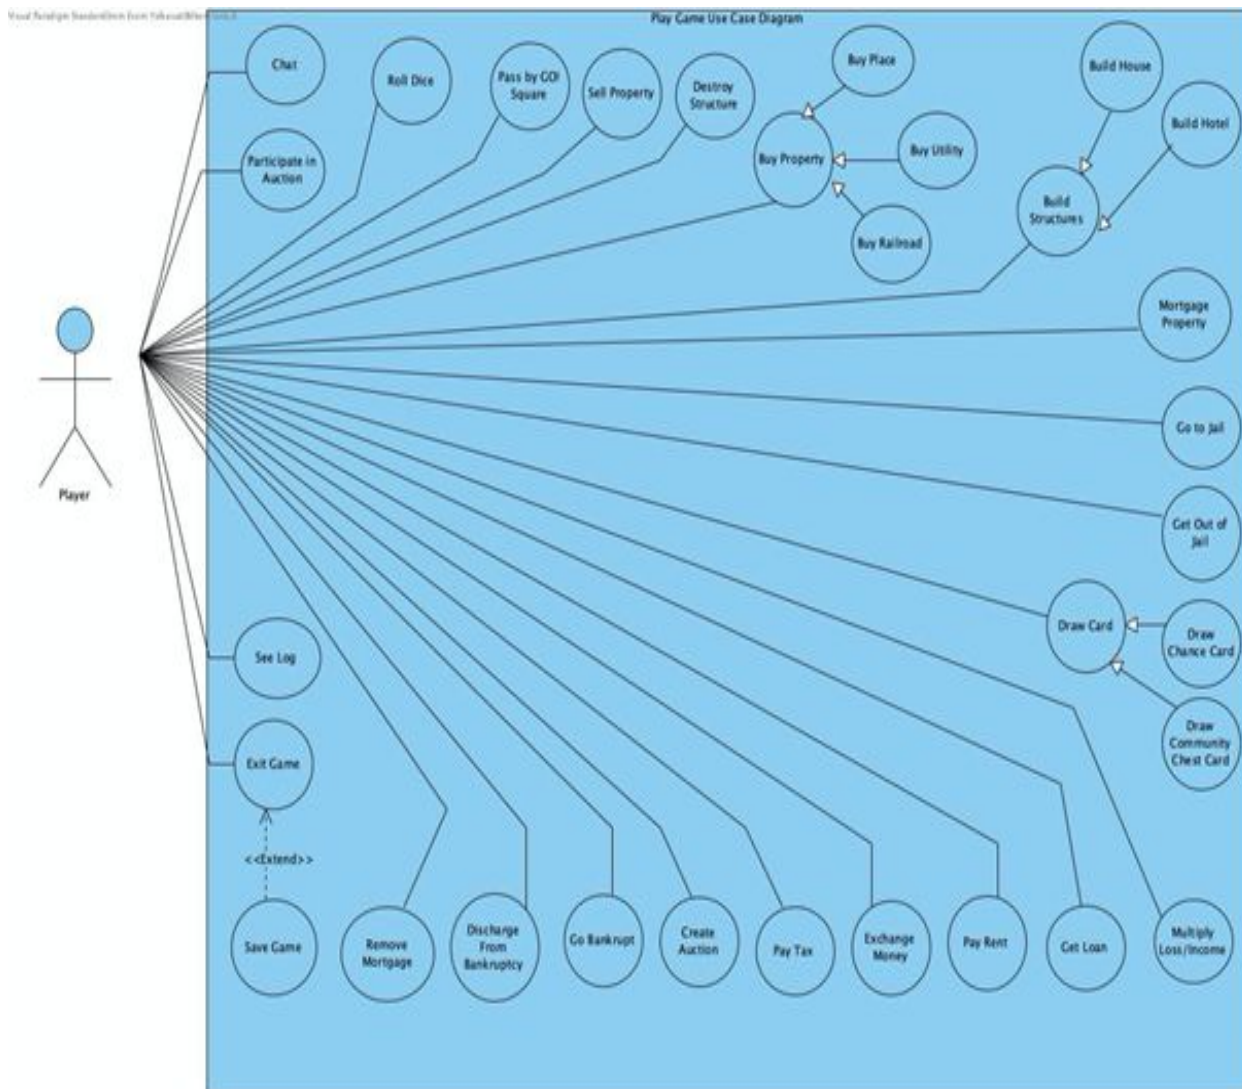 Play Game Use Case Diagram
Chat
Roll Dice
Pass by GO!
Square
Sell Property
Destroy
Structure
Buy Place
Build House
Build Hotel
Participate in
Auction
Buy Property
Buy Utility
Build
Structures
Buy Railroad
Mortgage
Property
Go to Jail
Player
Get Out of
Jail
Draw Card
Draw
Chance Card
See Log
Draw
Community
Chest Card
Exit Game
<<Extend>>
Save Game
Remove
Mortgage
Discharge
From
Bankruptcy
Go Bankrupt
Create
Auction
Pay Tax
Exchange
Money
Pay Rent
Get Loan
Multiply
Loss/Income